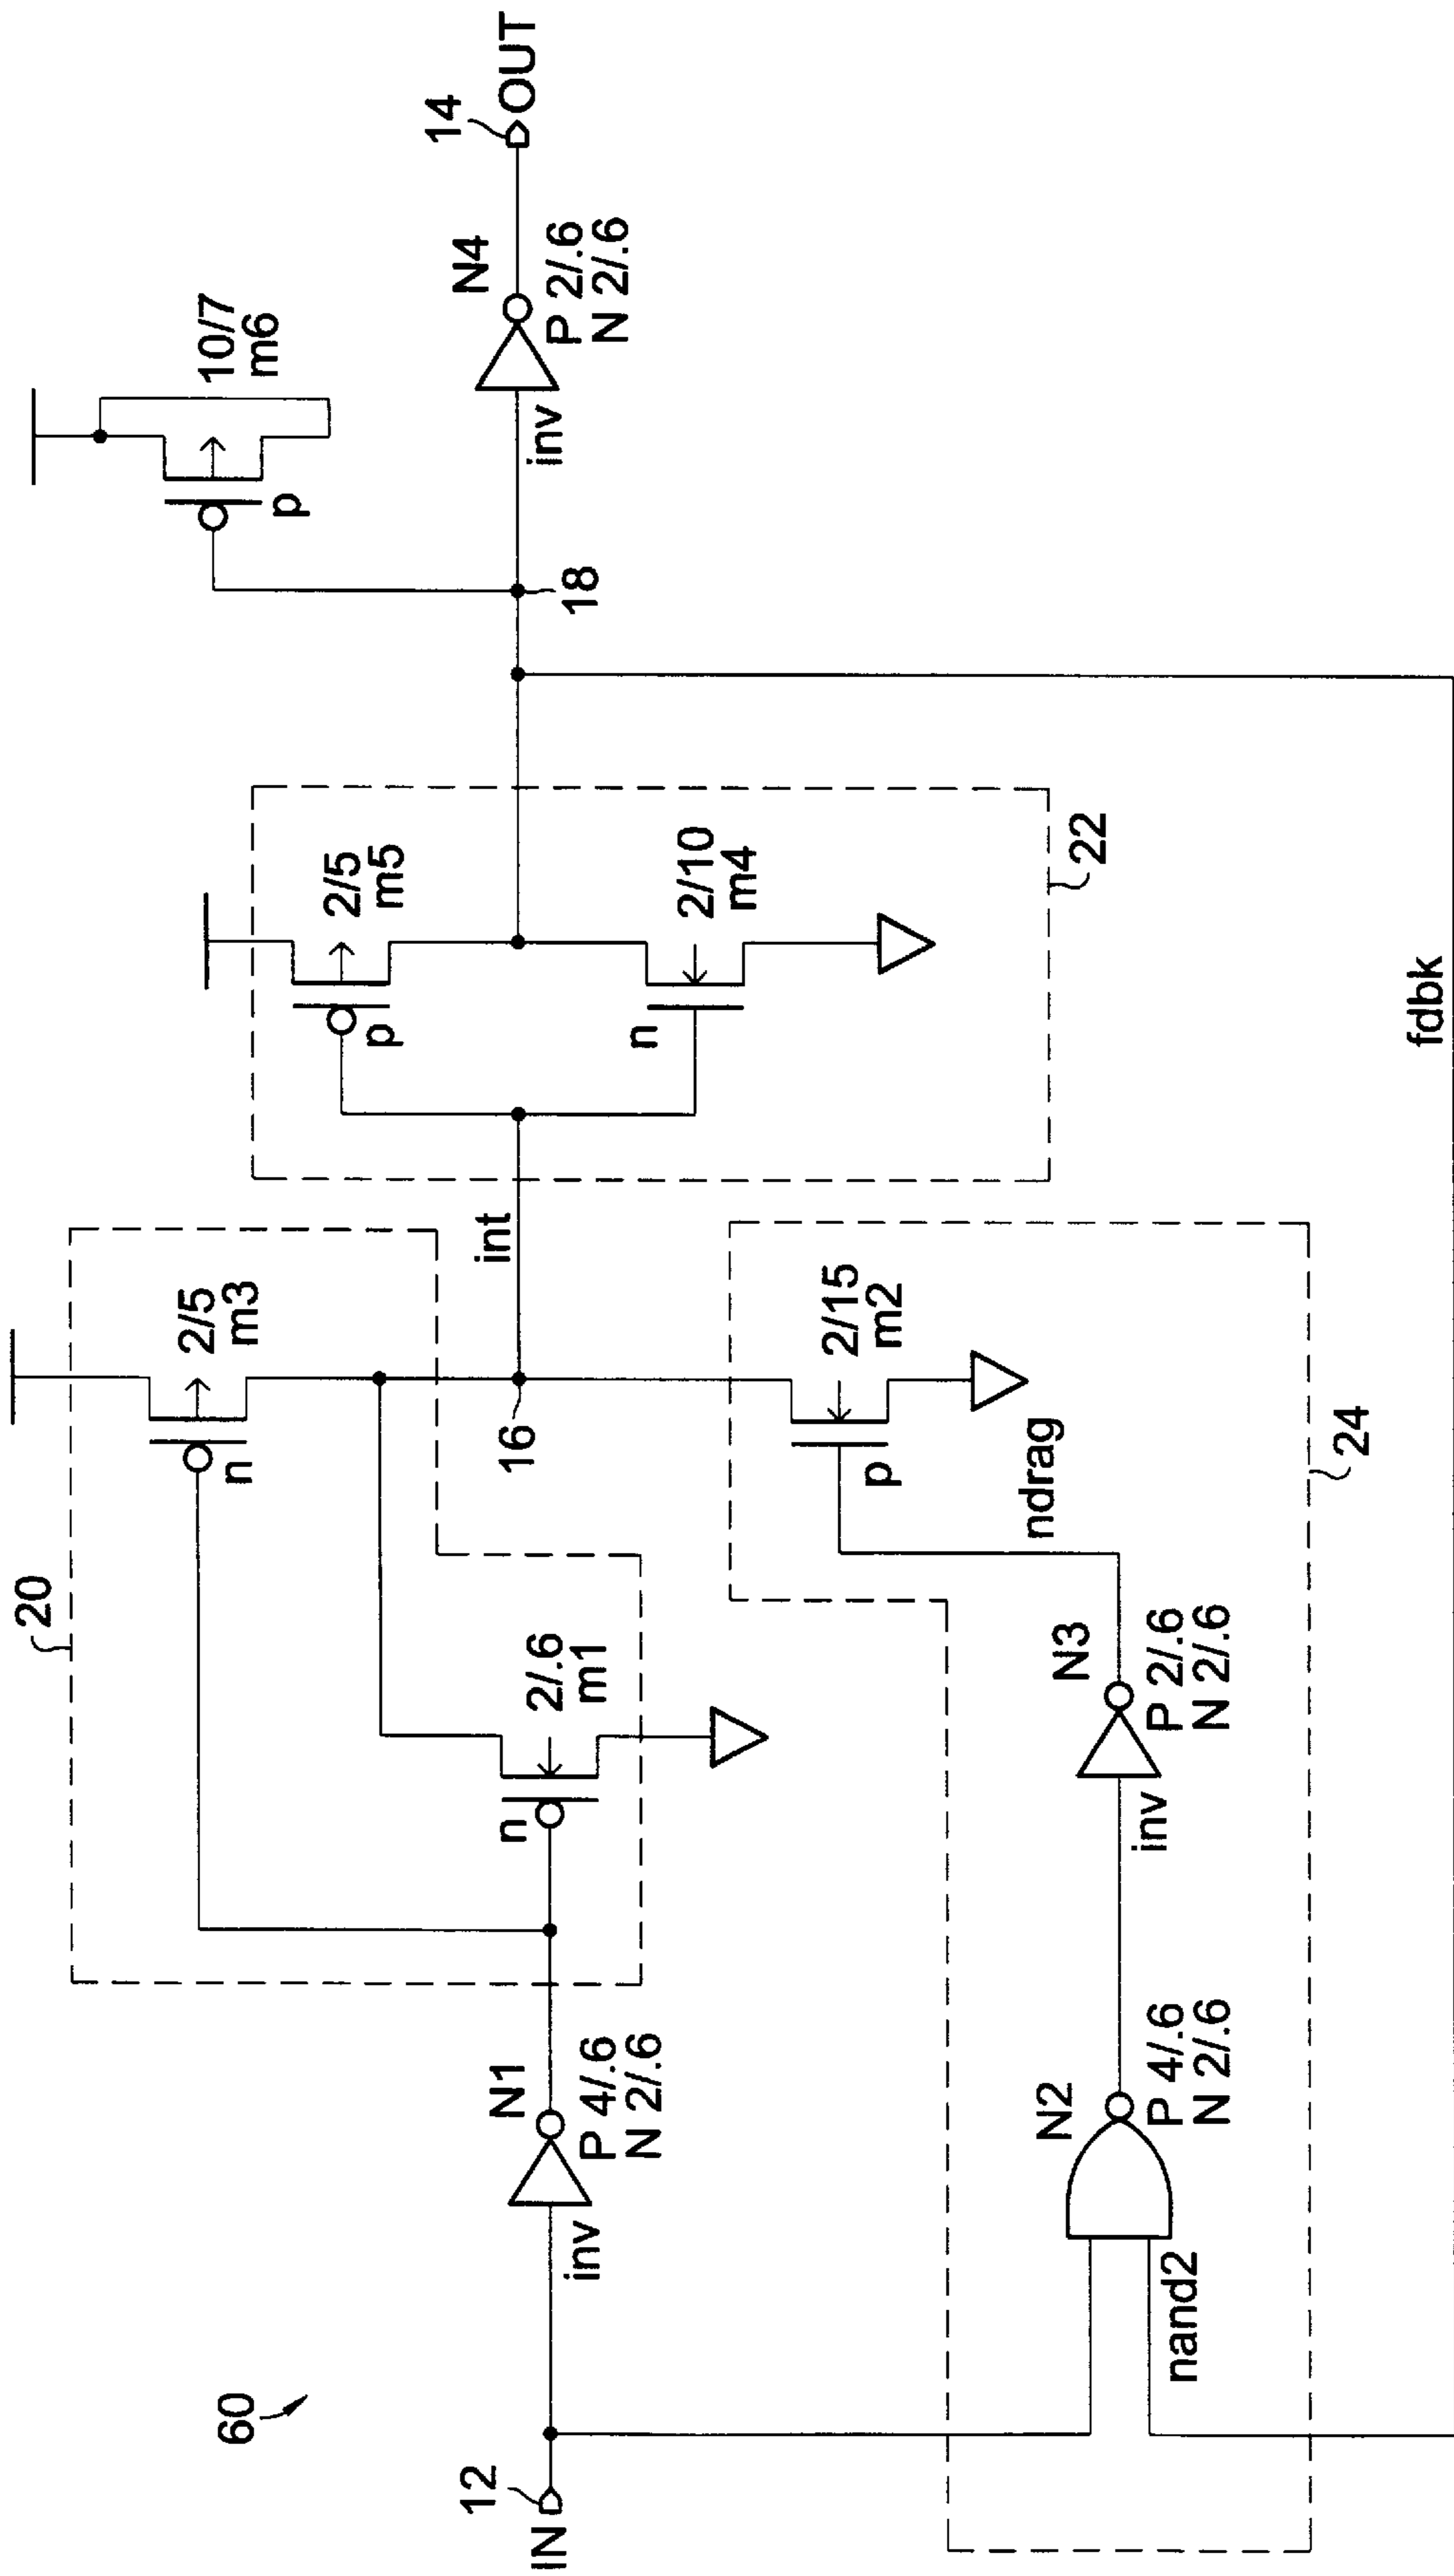 60
IN
12
inv
N1
P 4/.6
N 2/.6
20
n
2/.6
m1
n
2/5
m3
16
int
p
2/5
m5
n
2/10
m4
22
18
p
10/7
m6
inv
N4
P 2/.6
N 2/.6
14
OUT
nand2
N2
P 4/.6
N 2/.6
inv
N3
P 2/.6
N 2/.6
ndrag
p
2/15
m2
24
fdbk